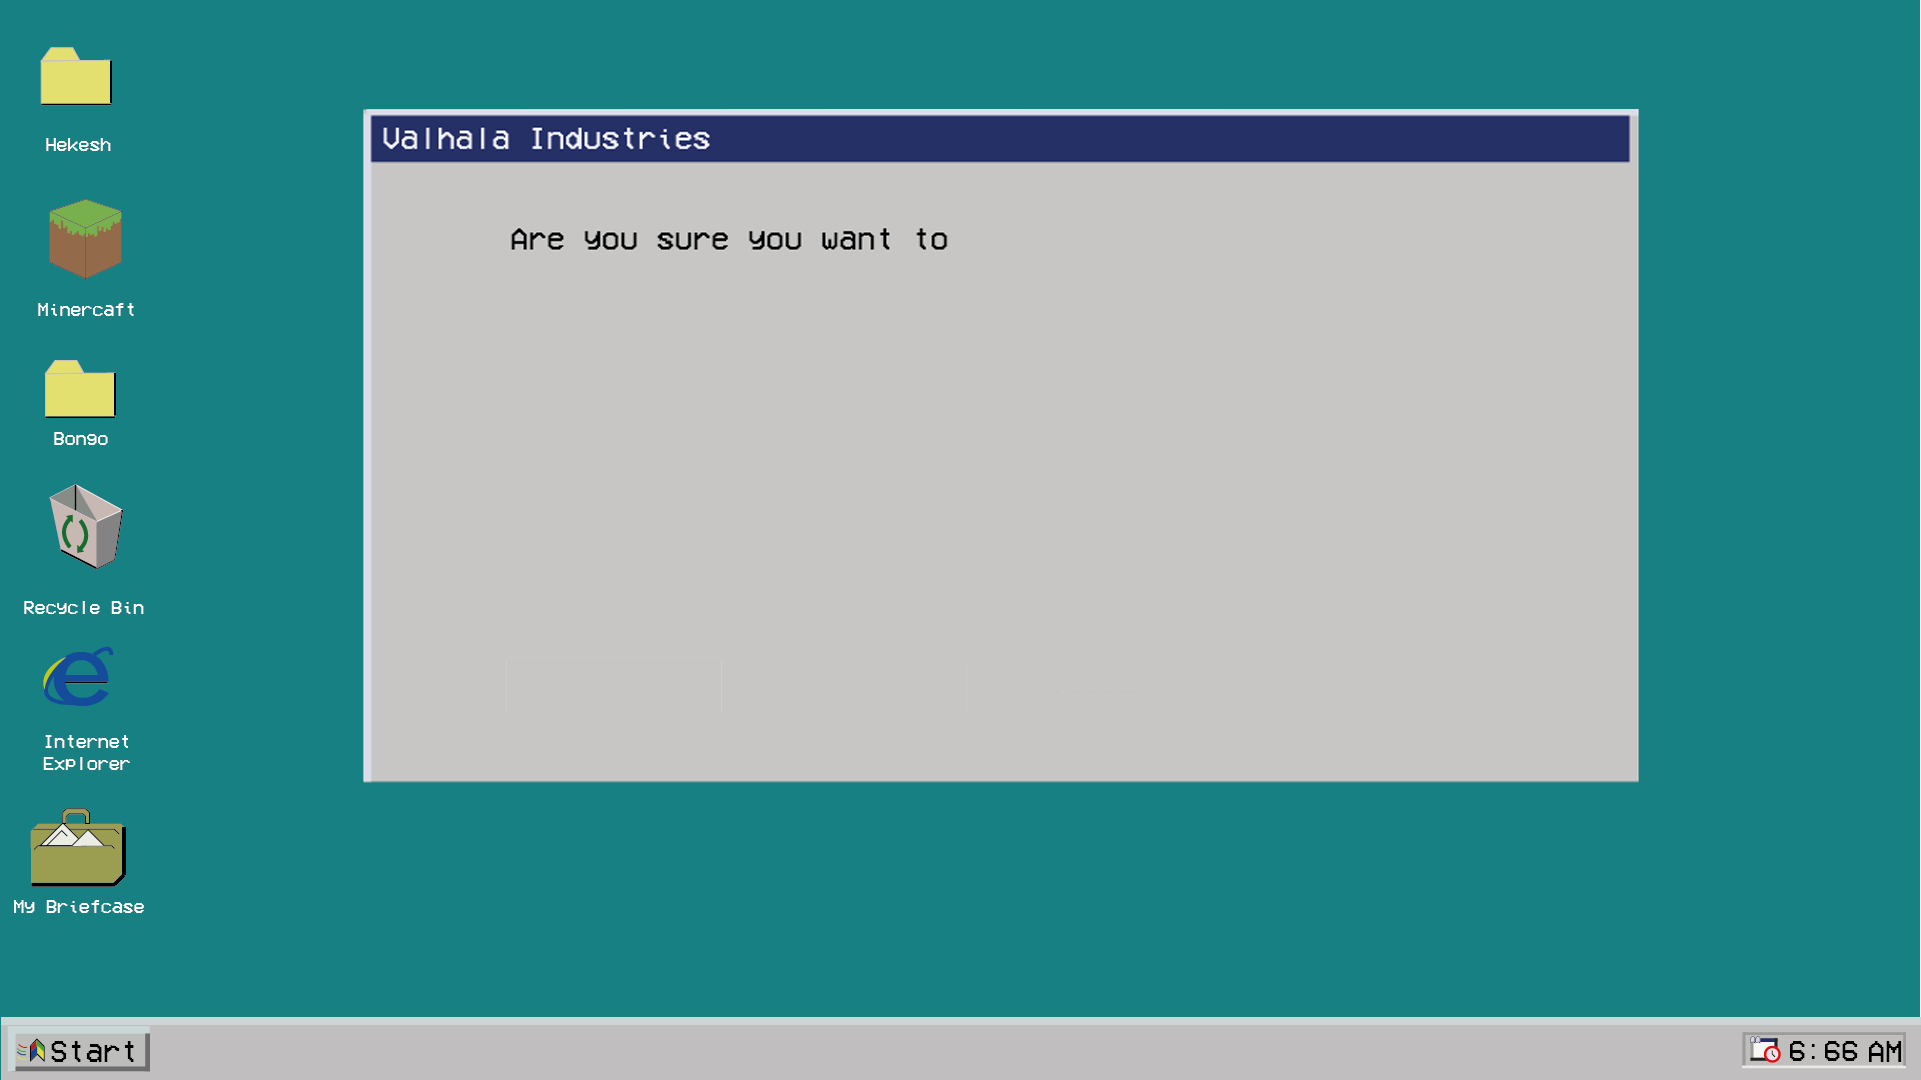 Hekesh
Valhala Industries
Are you sure you want to
Minercaft
Bongo
Recycle Bin
Internet
Explorer
My Briefcase
Start
6:66 AM